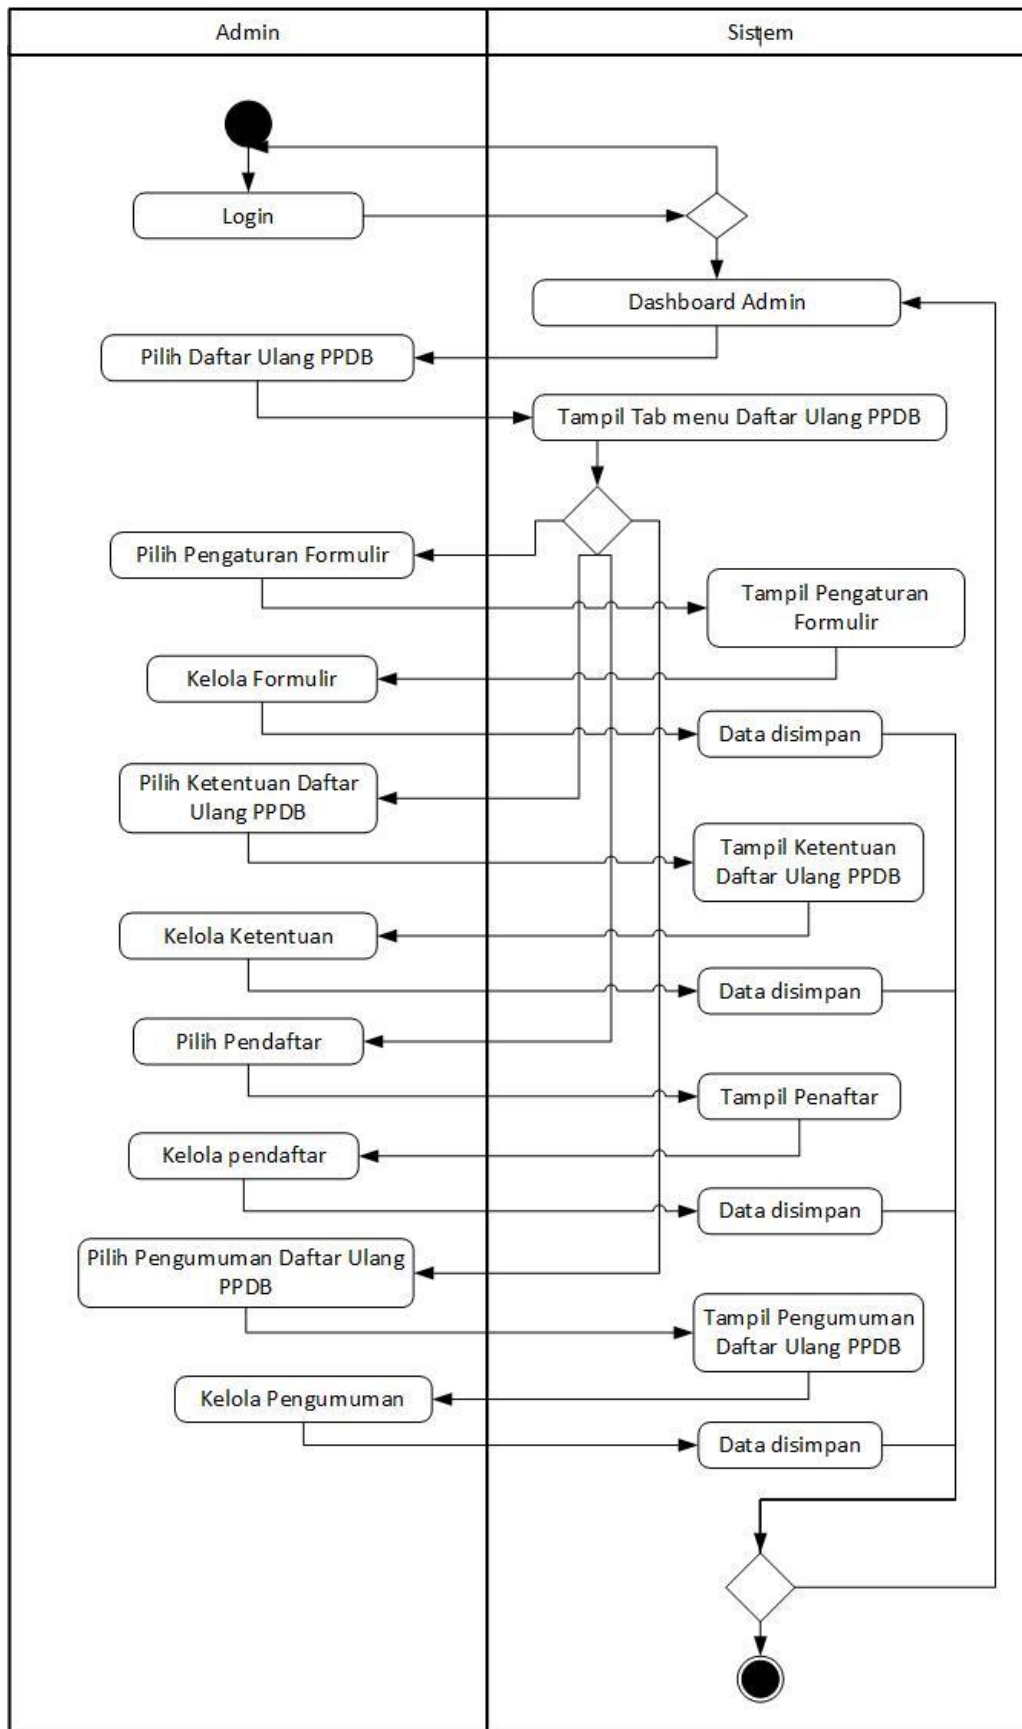 Admin
Sistem
Login
Dashboard Admin
Pilih Daftar Ulang PPDB
Tampil Tab menu Daftar Ulang PPDB
Pilih Pengaturan Formulir
Tampil Pengaturan
Formulir
Kelola Formulir
Data disimpan
Pilih Ketentuan Daftar
Ulang PPDB
Tampil Ketentuan
Daftar Ulang PPDB
Kelola Ketentuan
Data disimpan
Pilih Pendaftar
Tampil Penaftar
Kelola pendaftar
Data disimpan
Pilih Pengumuman Daftar Ulang
PPDB
Tampil Pengumuman
Daftar Ulang PPDB
Kelola Pengumuman
Data disimpan